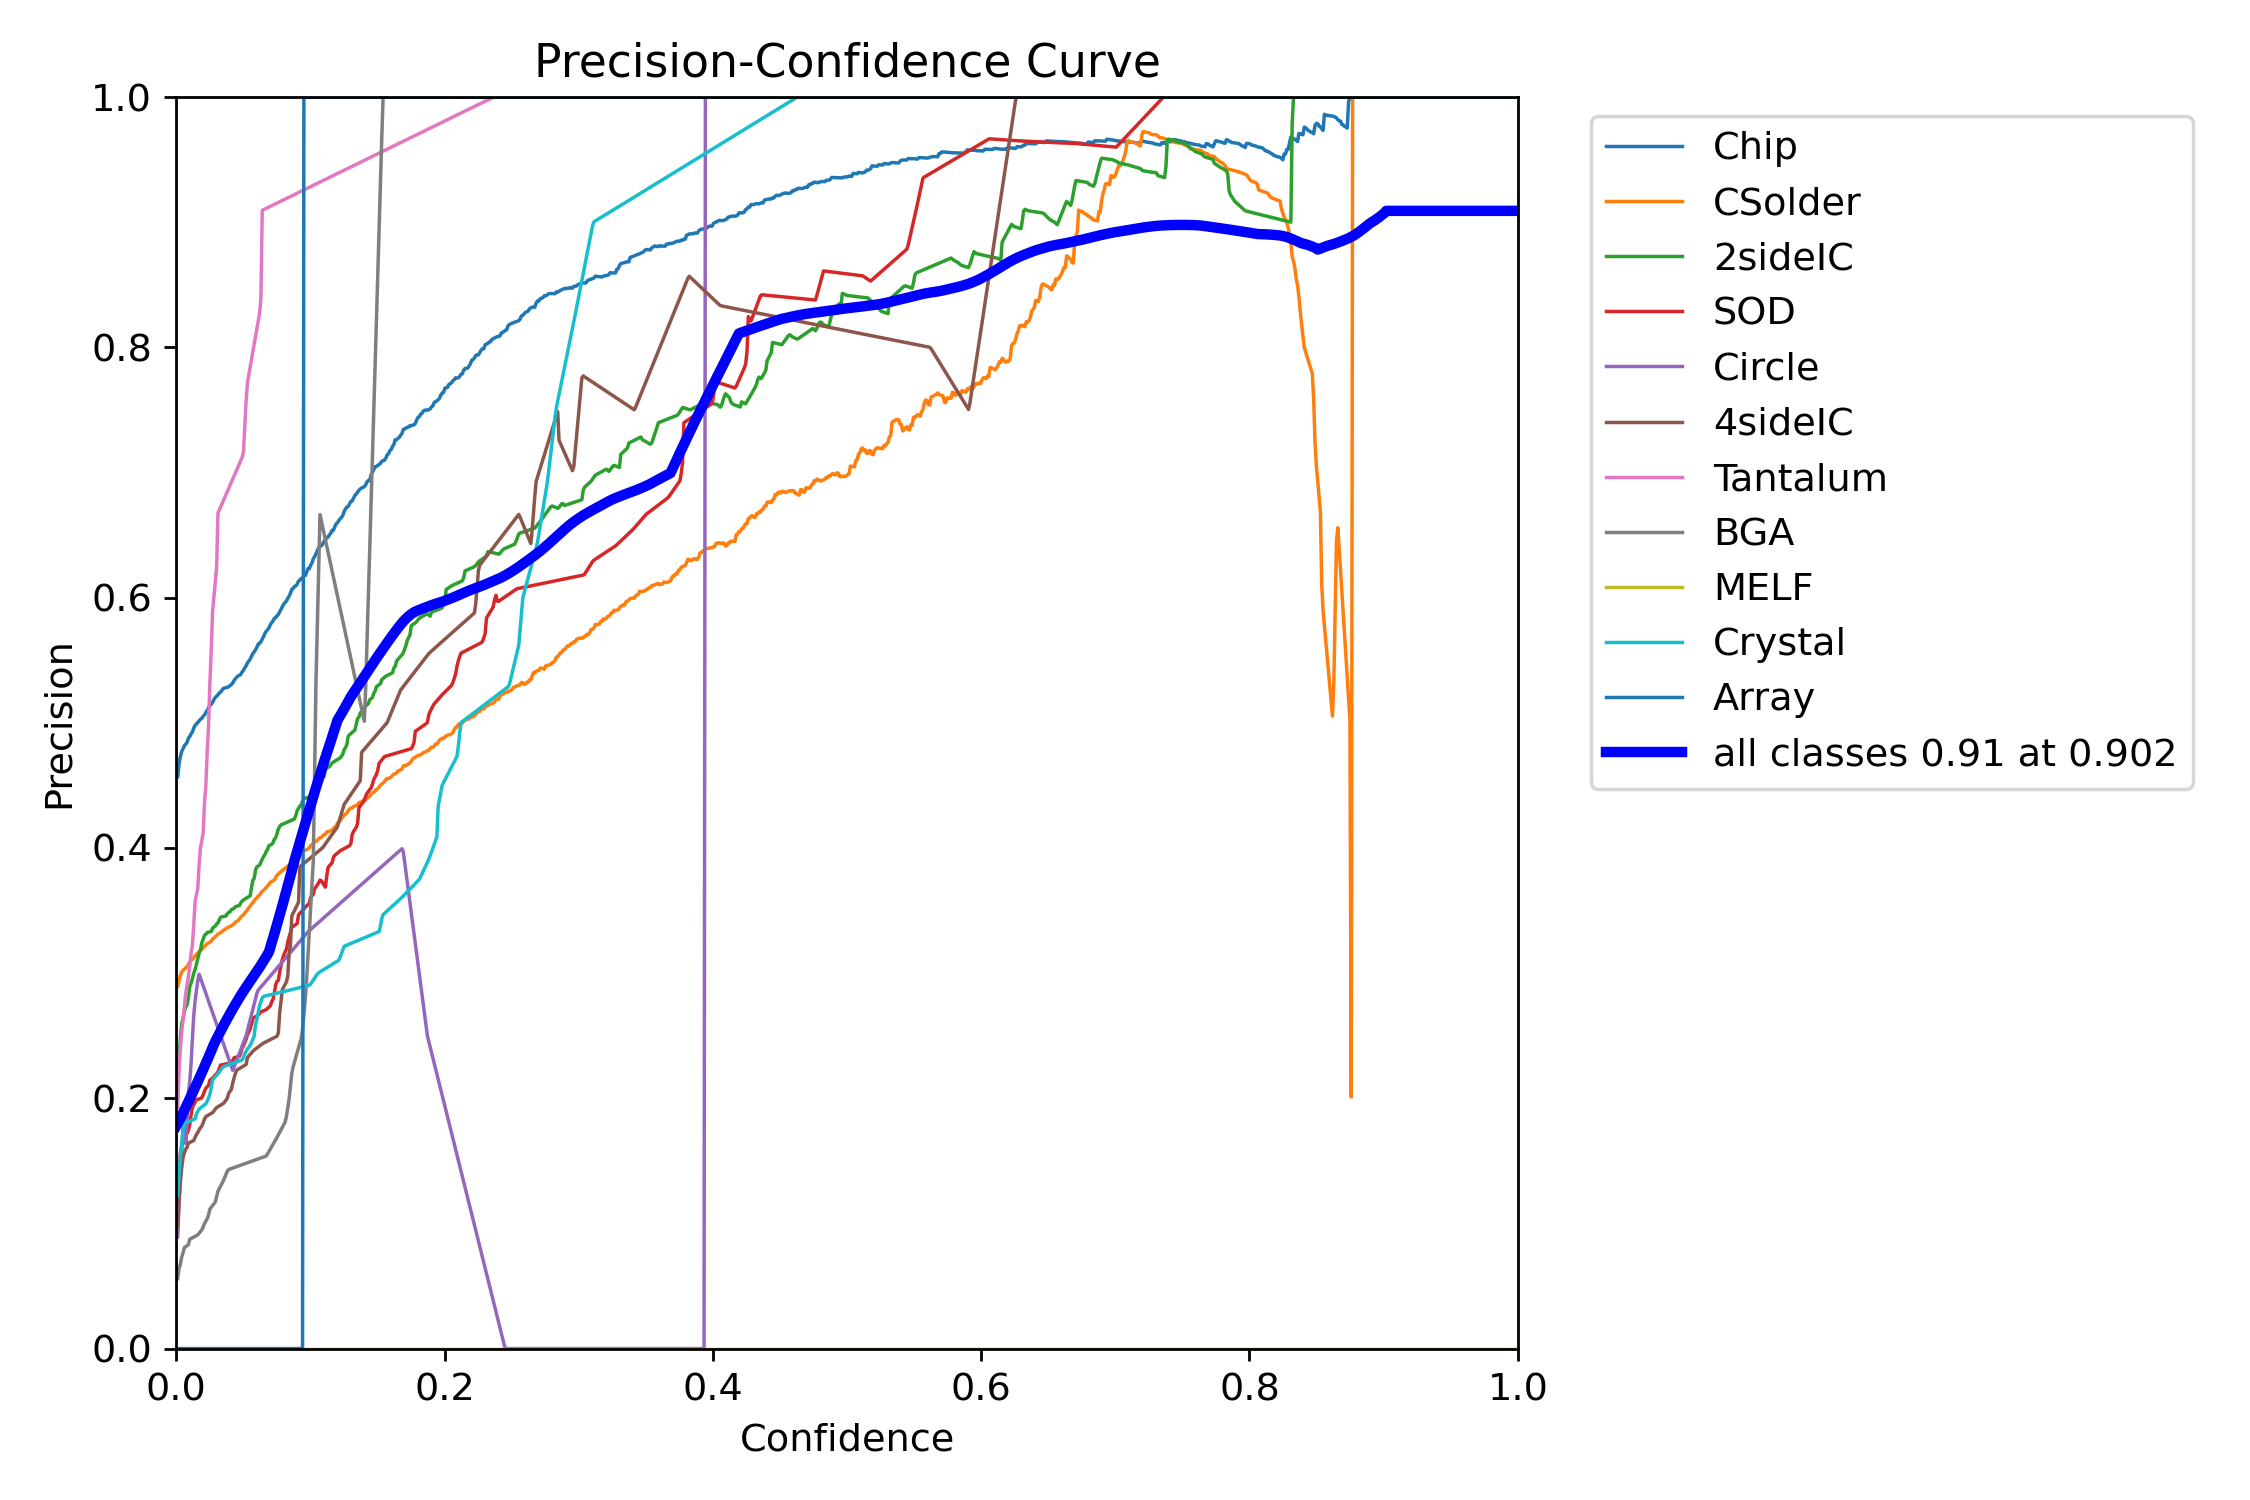 Precision-Confidence Curve
1.0
0.8
0.6
0.4
0.2
0.0
Precision
0.0 0.2 0.4 0.6 0.8 1.0
Confidence
Chip
CSolder
2sideIC
SOD
Circle
4sideIC
Tantalum
BGA
MELF
Crystal
Array
all classes 0.91 at 0.902